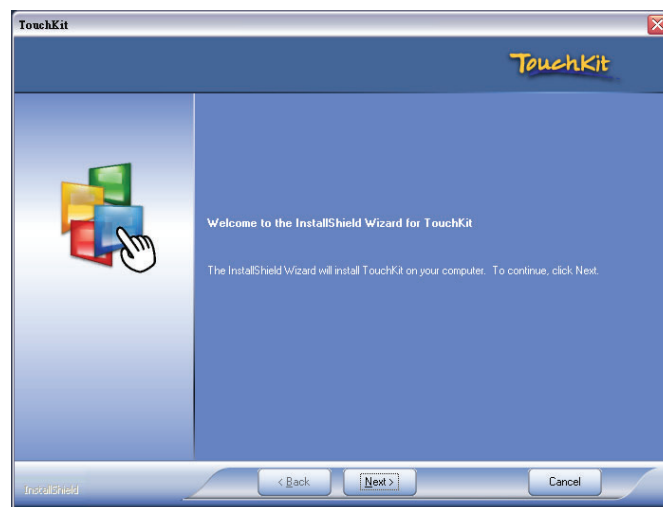 TouchKit
TouchKit
Welcome to the InstallShield Wizard for TouchKit
The InstallShield Wizard will install TouchKit on your computer. To continue, click Next.
InstallShield
< Back
Next >
Cancel